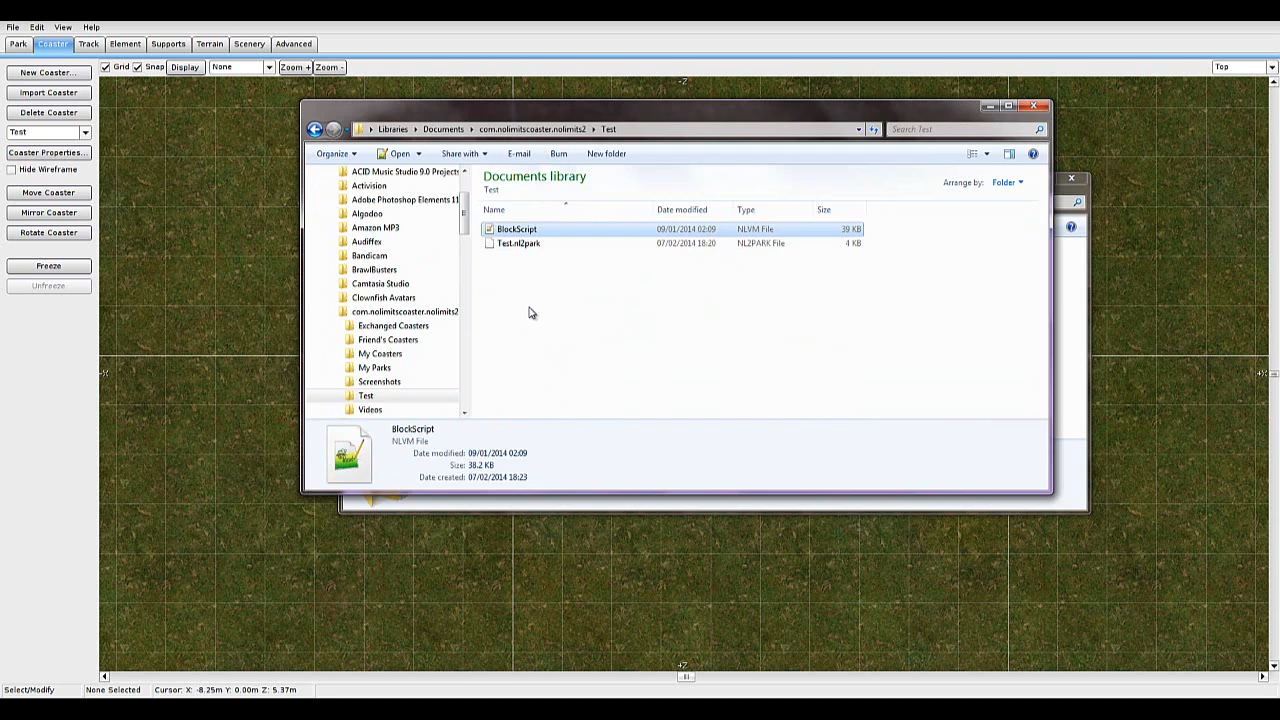 File Edit View Help
Park Coaster Track Element Supports Terrain Scenery Advanced
New Coaster... Grid Snap Display None Zoom + Zoom - Top
Import Coaster
Delete Coaster
Test
Coaster Properties...
Hide Wireframe
Move Coaster
Mirror Coaster
Rotate Coaster
Freeze
Unfreeze
-Z
Libraries Documents com.nolimitscoaster.nolimits2 Test Search Test
Organize Open Share with E-mail Burn New folder
ACID Music Studio 9.0 Projects
Activision
Adobe Photoshop Elements 11
Algodoo
Amazon MP3
Audiffex
Bandicam
BrawlBusters
Camtasia Studio
Clownfish Avatars
com.nolimitscoaster.nolimits2
Exchanged Coasters
Friend's Coasters
My Coasters
My Parks
Screenshots
Test
Videos
Documents library
Test
Arrange by: Folder
Name Date modified Type Size
BlockScript 09/01/2014 02:09 NLVM File 39 KB
Test.nl2park 07/02/2014 18:20 NL2PARK File 4 KB
BlockScript
NLVM File
Date modified: 09/01/2014 02:09
Size: 38.2 KB
Date created: 07/02/2014 18:23
Select/Modify None Selected Cursor: X: -8.25m Y: 0.00m Z: 5.37m